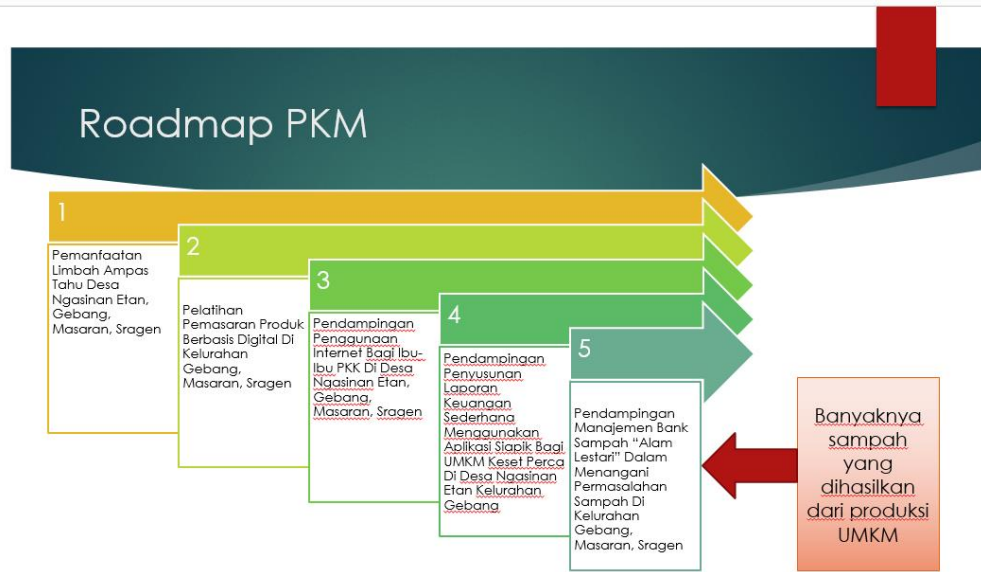 Roadmap PKM
1
Pemanfaatan
Limbah Ampas
Tahu Desa
Ngasinan Etan,
Gebang,
Masaran, Sragen
2
Pelatihan
Pemasaran Produk
Berbasis Digital Di
Kelurahan
Gebang,
Masaran, Sragen
3
Pendampingan
Penggunaan
Internet Bagi Ibu-
Ibu PKK Di Desa
Ngasinan Etan,
Gebang,
Masaran, Sragen
4
Pendampingan
Penyusunan
Laporan
Keuangan
Sederhana
Menggunakan
Aplikasi Siapik Bagi
UMKM Keset Perca
Di Desa Ngasinan
Etan Kelurahan
Gebang
5
Pendampingan
Manajemen Bank
Sampah “Alam
Lestari” Dalam
Menangani
Permasalahan
Sampah Di
Kelurahan
Gebang,
Masaran, Sragen
Banyaknya
sampah
yang
dihasilkan
dari produksi
UMKM